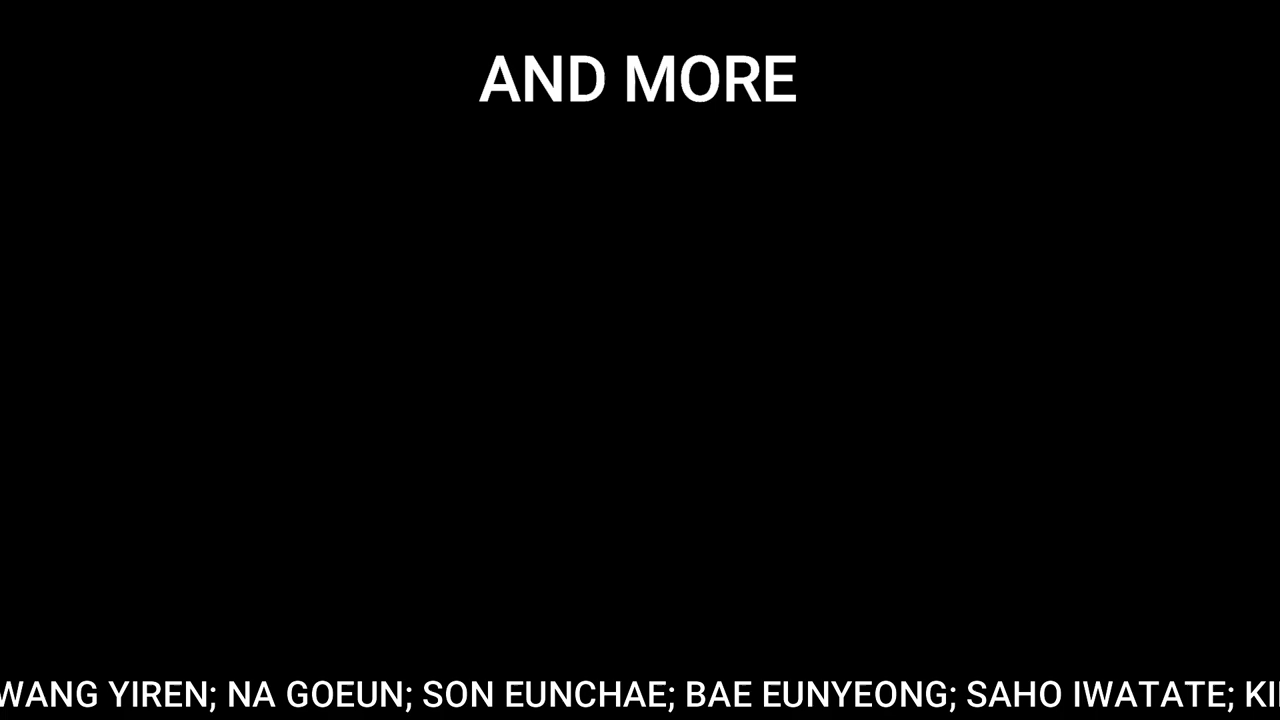 AND MORE
WANG YIREN; NA GOEUN; SON EUNCHAE; BAE EUNYEONG; SAHO IWATATE;